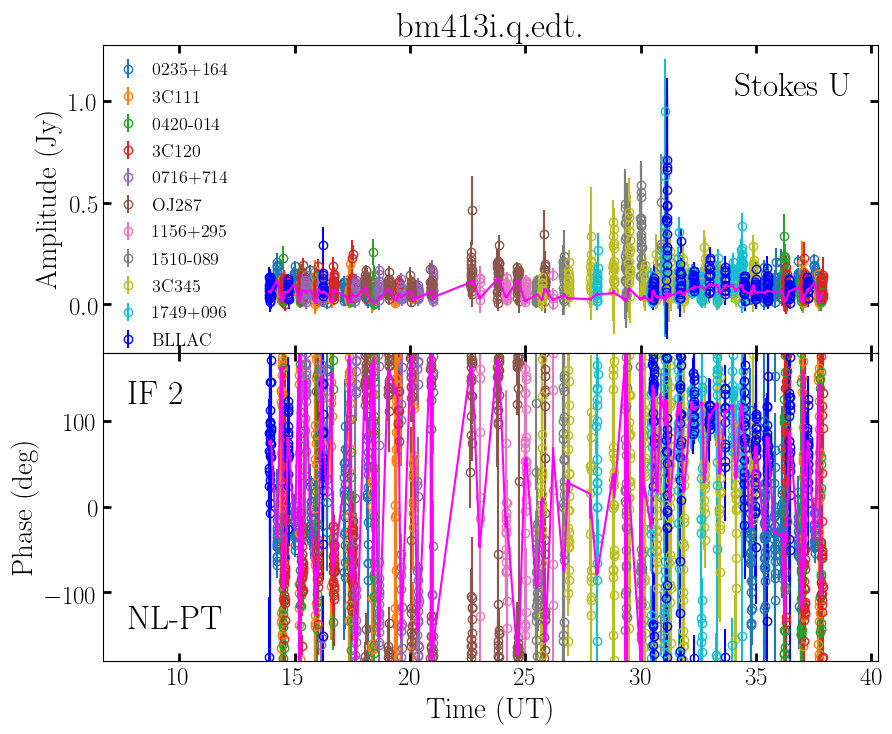 bm413i.q.edt.
Stokes U
Amplitude (Jy)
1.0
0.5
0.0
0235+164
3C111
0420-014
3C120
0716+714
OJ287
1156+295
1510-089
3C345
1749+096
BLLAC
IF 2
NL-PT
Phase (deg)
100
0
−100
10 15 20 25 30 35 40
Time (UT)